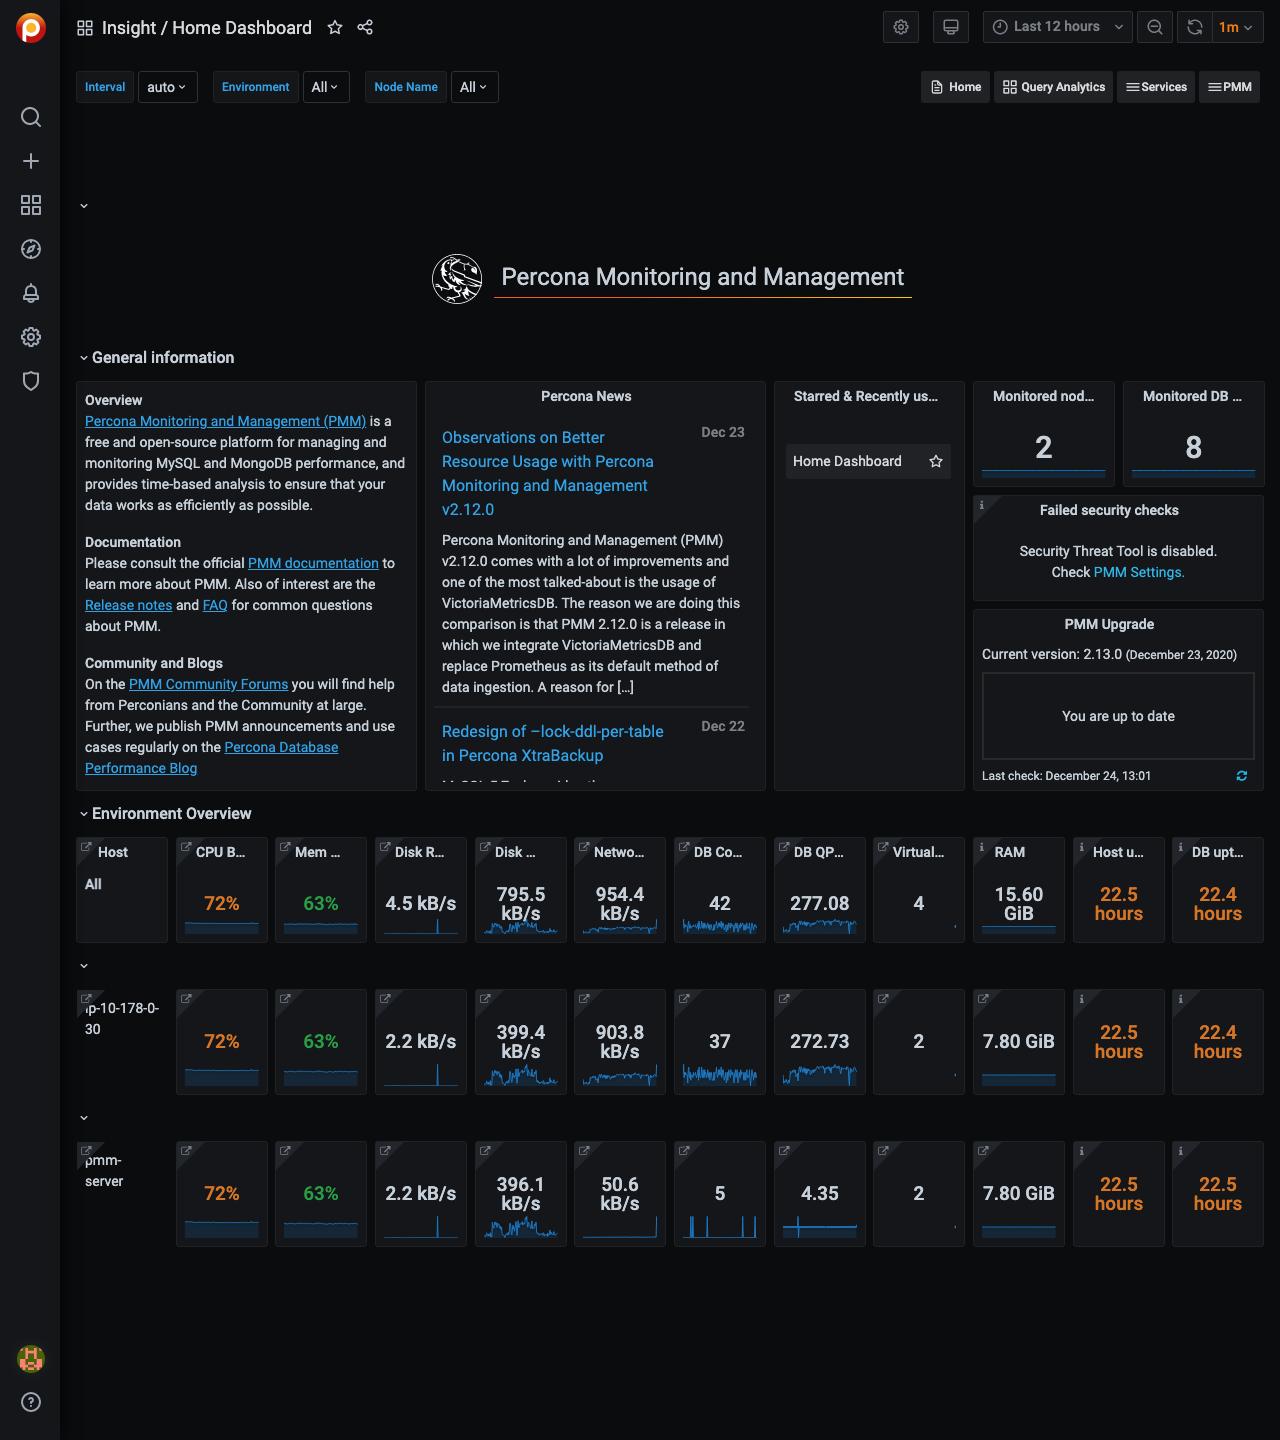 Insight / Home Dashboard
Last 12 hours
1m
Interval
auto
Environment
All
Node Name
All
Home
Query Analytics
Services
PMM
Percona Monitoring and Management
General information
Overview
Percona Monitoring and Management (PMM) is a
free and open-source platform for managing and
monitoring MySQL and MongoDB performance, and
provides time-based analysis to ensure that your
data works as efficiently as possible.
Documentation
Please consult the official PMM documentation to
learn more about PMM. Also of interest are the
Release notes and FAQ for common questions
about PMM.
Community and Blogs
On the PMM Community Forums you will find help
from Perconians and the Community at large.
Further, we publish PMM announcements and use
cases regularly on the Percona Database
Performance Blog
Percona News
Observations on Better
Resource Usage with Percona
Monitoring and Management
v2.12.0
Dec 23
Percona Monitoring and Management (PMM)
v2.12.0 comes with a lot of improvements and
one of the most talked-about is the usage of
VictoriaMetricsDB. The reason we are doing this
comparison is that PMM 2.12.0 is a release in
which we integrate VictoriaMetricsDB and
replace Prometheus as its default method of
data ingestion. A reason for [...]
Redesign of –lock-ddl-per-table
in Percona XtraBackup
Dec 22
Starred & Recently us...
Home Dashboard
Monitored nod...
2
Monitored DB ...
8
Failed security checks
Security Threat Tool is disabled.
Check PMM Settings.
PMM Upgrade
Current version: 2.13.0 (December 23, 2020)
You are up to date
Last check: December 24, 13:01
Environment Overview
Host
All
CPU B...
72%
Mem ...
63%
Disk R...
4.5 kB/s
Disk ...
795.5
kB/s
Netwo...
954.4
kB/s
DB Co...
42
DB QP...
277.08
Virtual...
4
RAM
15.60
GiB
Host u...
22.5
hours
DB upt...
22.4
hours
ip-10-178-0-
30
72%
63%
2.2 kB/s
399.4
kB/s
903.8
kB/s
37
272.73
2
7.80 GiB
22.5
hours
22.4
hours
pmm-
server
72%
63%
2.2 kB/s
396.1
kB/s
50.6
kB/s
5
4.35
2
7.80 GiB
22.5
hours
22.5
hours